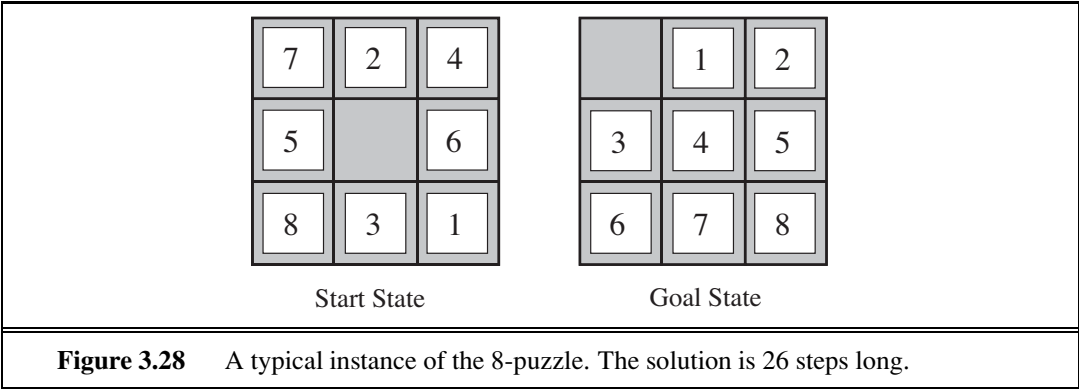 7 2 4 1 2
5 6 3 4 5
8 3 1 6 7 8
Start State Goal State
Figure 3.28 A typical instance of the 8-puzzle. The solution is 26 steps long.